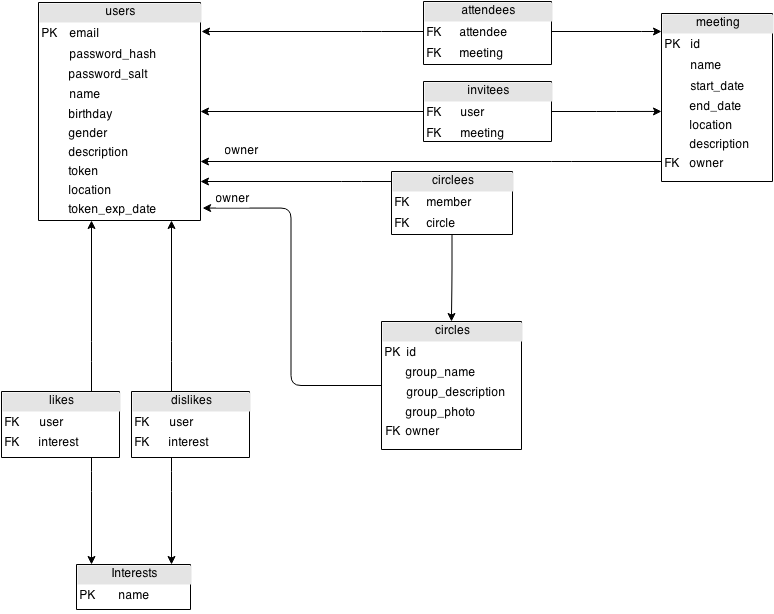 users
PK email
password_hash
password_salt
name
birthday
gender
description
token
location
token_exp_date
attendees
FK attendee
FK meeting
meeting
PK id
name
start_date
end_date
location
description
FK owner
invitees
FK user
FK meeting
owner
circlees
FK member
FK circle
owner
circles
PK id
group_name
group_description
group_photo
FK owner
likes
FK user
FK interest
dislikes
FK user
FK interest
Interests
PK name